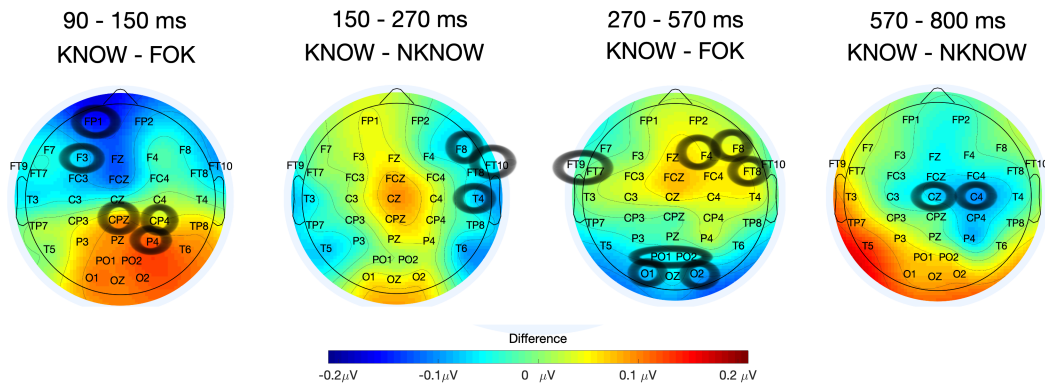 90 - 150 ms
KNOW - FOK
FP1 FP2
F7 F3 FZ F4 F8
FT9 FT7 FC3 FCZ FC4 FT8 FT10
T3 C3 CZ C4 T4
TP7 CP3 CPZ CP4 TP8
T5 P3 PZ P4 T6
PO1 PO2
O1 OZ O2
150 - 270 ms
KNOW - NKNOW
FP1 FP2
F7 F3 FZ F4 F8
FT9 FT7 FC3 FCZ FC4 FT8 FT10
T3 C3 CZ C4 T4
TP7 CP3 CPZ CP4 TP8
T5 P3 PZ P4 T6
PO1 PO2
O1 OZ O2
270 - 570 ms
KNOW - FOK
FP1 FP2
F7 F3 FZ F4 F8
FT9 FT7 FC3 FCZ FC4 FT8 FT10
T3 C3 CZ C4 T4
TP7 CP3 CPZ CP4 TP8
T5 P3 PZ P4 T6
PO1 PO2
O1 OZ O2
570 - 800 ms
KNOW - NKNOW
FP1 FP2
F7 F3 FZ F4 F8
FT9 FT7 FC3 FCZ FC4 FT8 FT10
T3 C3 CZ C4 T4
TP7 CP3 CPZ CP4 TP8
T5 P3 PZ P4 T6
PO1 PO2
O1 OZ O2
Difference
-0.2μV -0.1μV 0 μV 0.1 μV 0.2 μV